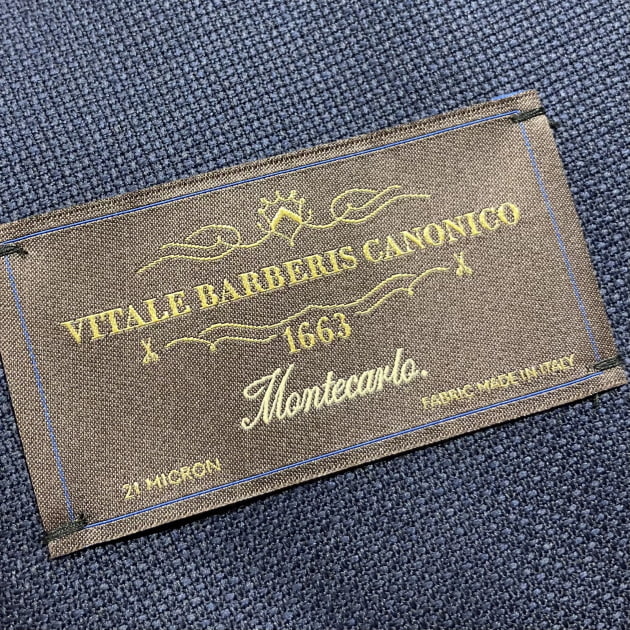 VITALE BARBERIS CANONICO
1663
Montecarlo.
FABRIC MADE IN ITALY
21 MICRON